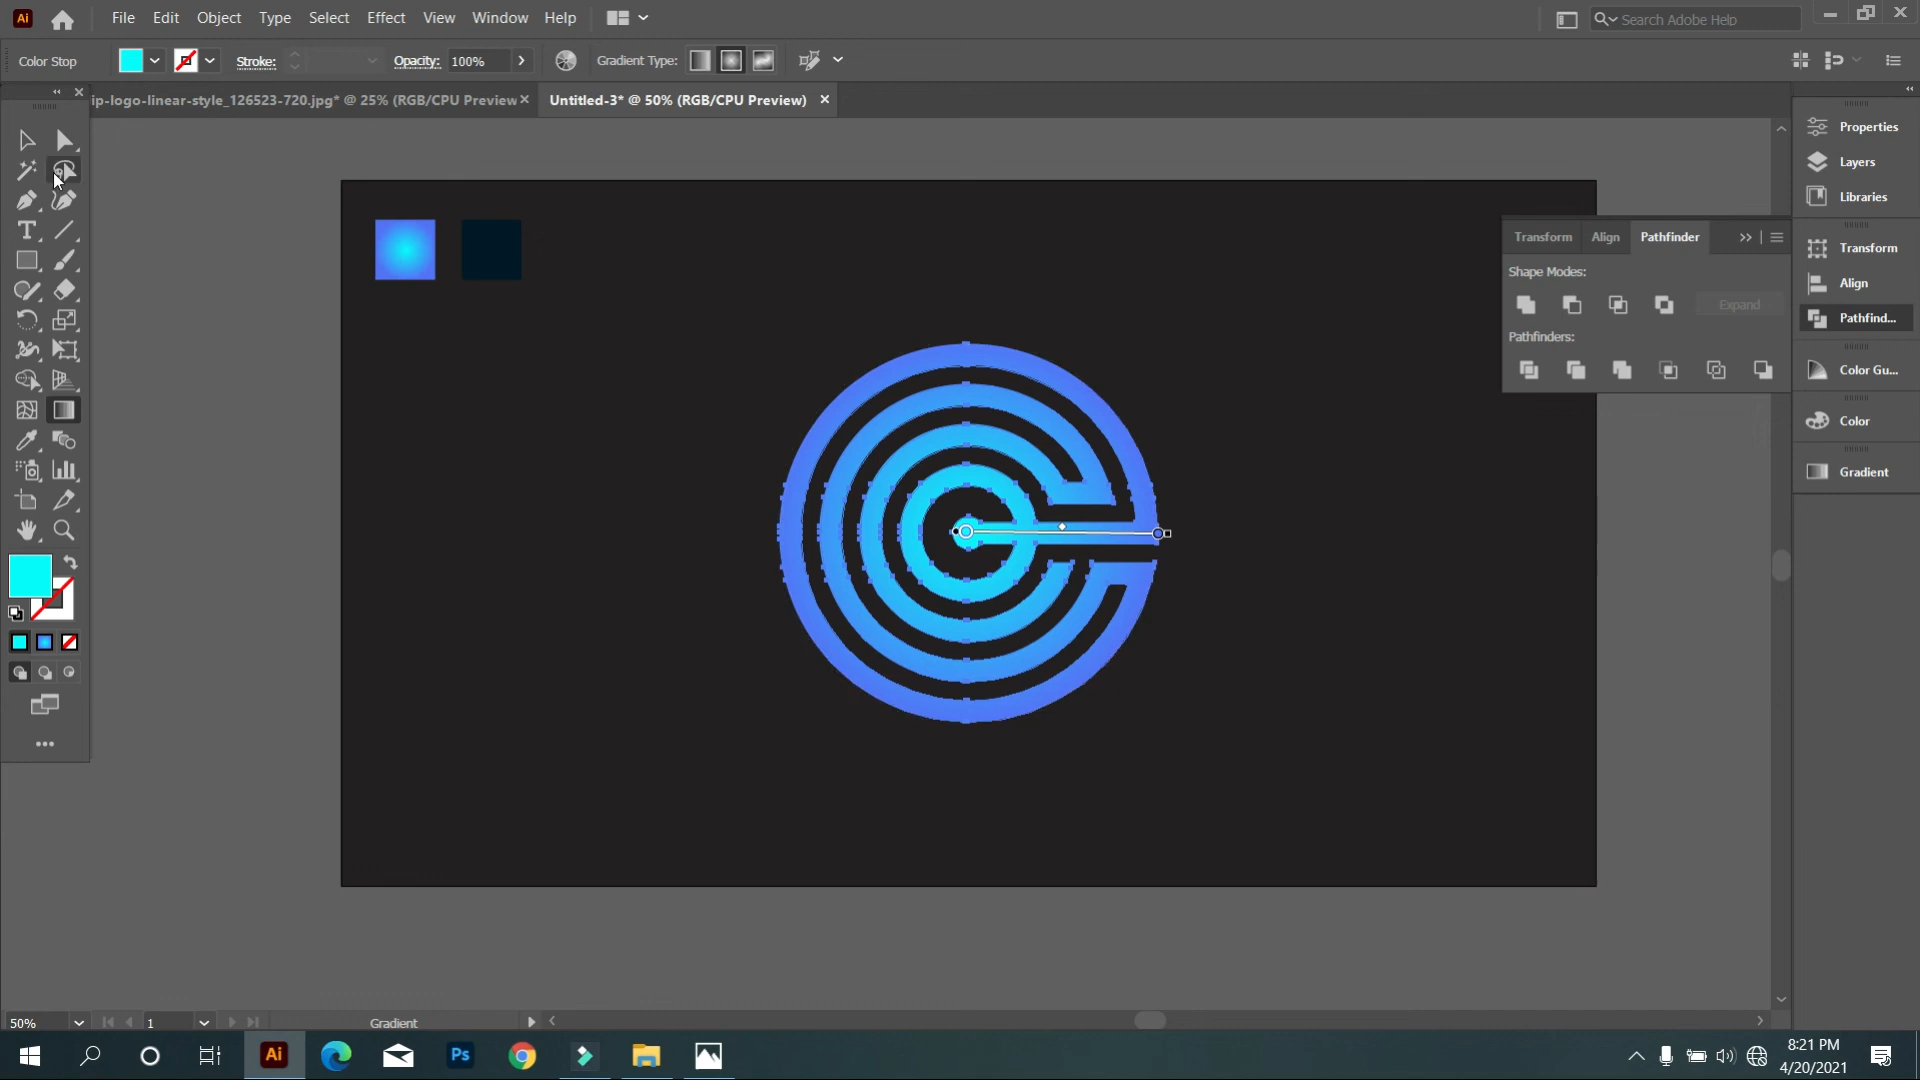 Ai File Edit Object Type Select Effect View Window Help Search Adobe Help
Color Stop Stroke: Opacity: 100% Gradient Type:
ip-logo-linear-style_126523-720.jpg* @ 25% (RGB/CPU Preview Untitled-3* @ 50% (RGB/CPU Preview)
Properties
Layers
Libraries
Transform Align Pathfinder
Shape Modes:
Expand
Pathfinders:
Transform
Align
Pathfind...
Color Gu...
Color
Gradient
50% 1 Gradient
Ai Ps
8:21 PM
4/20/2021